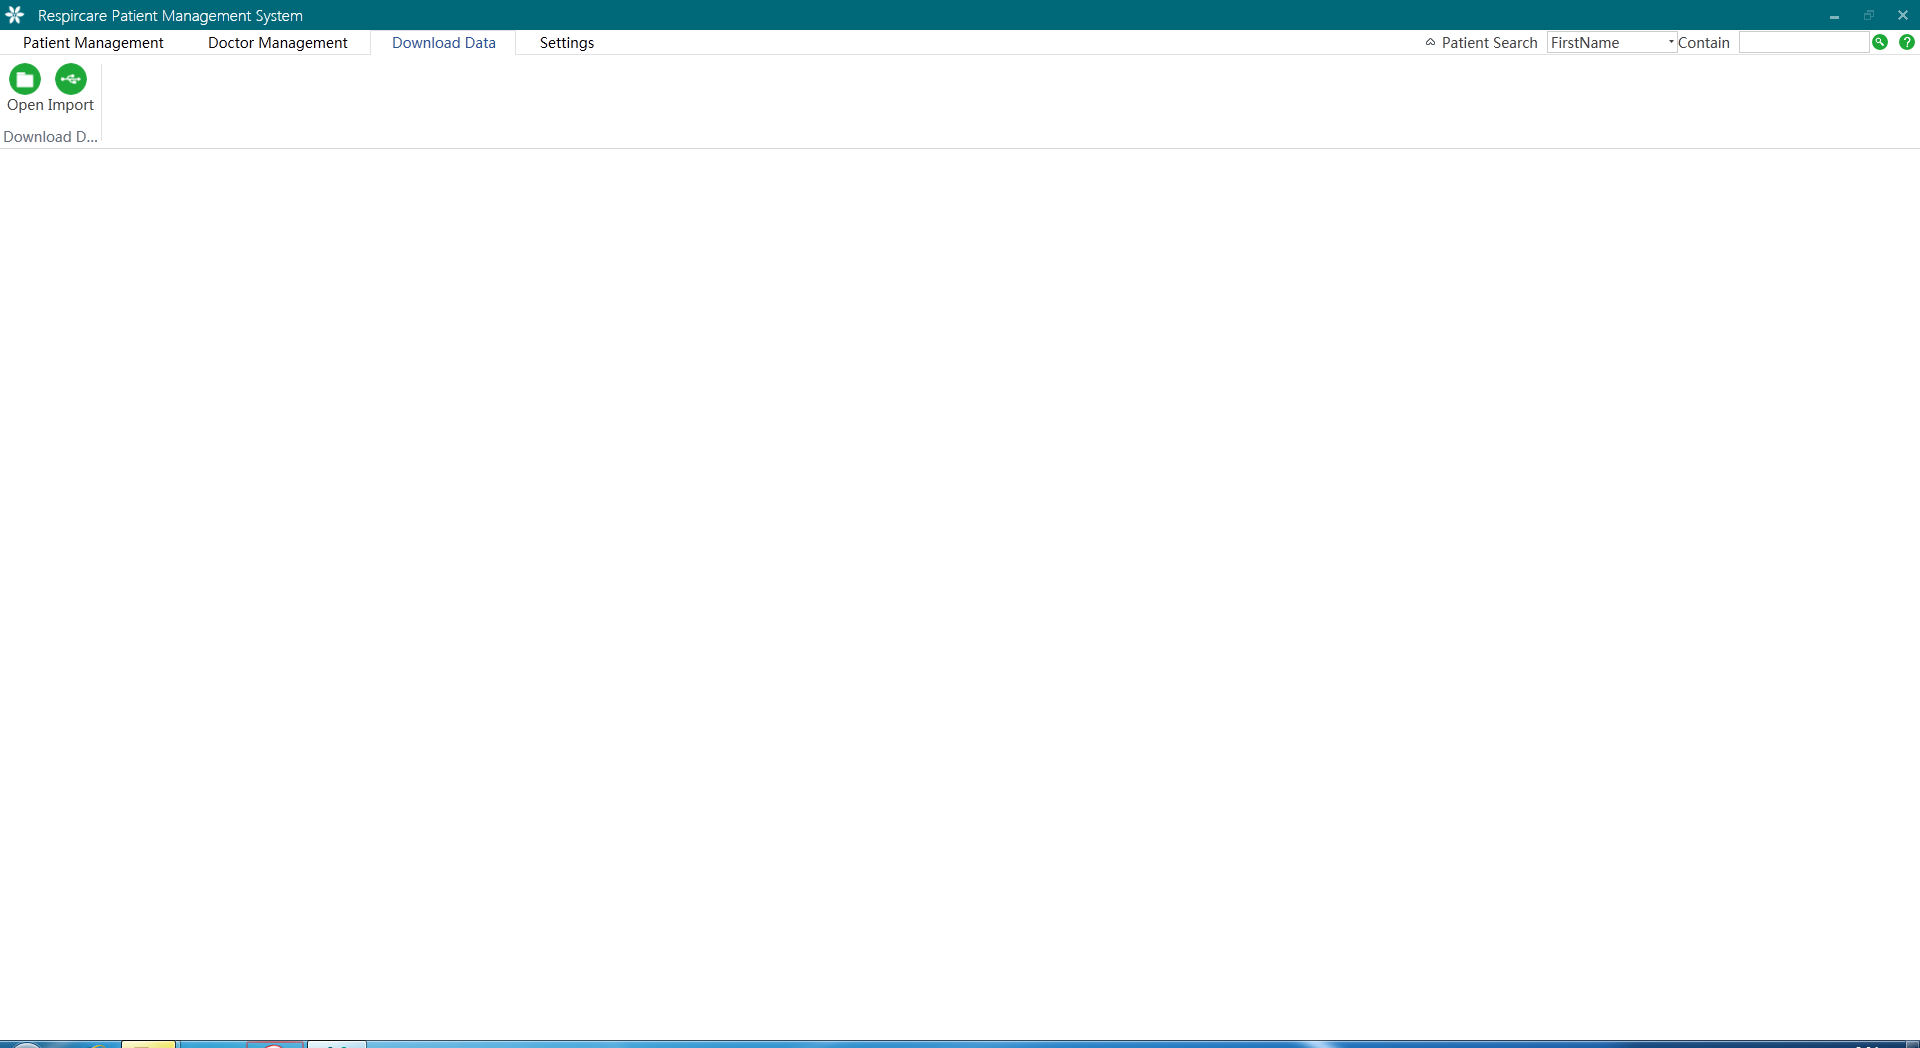 Respircare Patient Management System
Patient Management Doctor Management Download Data Settings Patient Search FirstName Contain ?
Open Import
Download D...